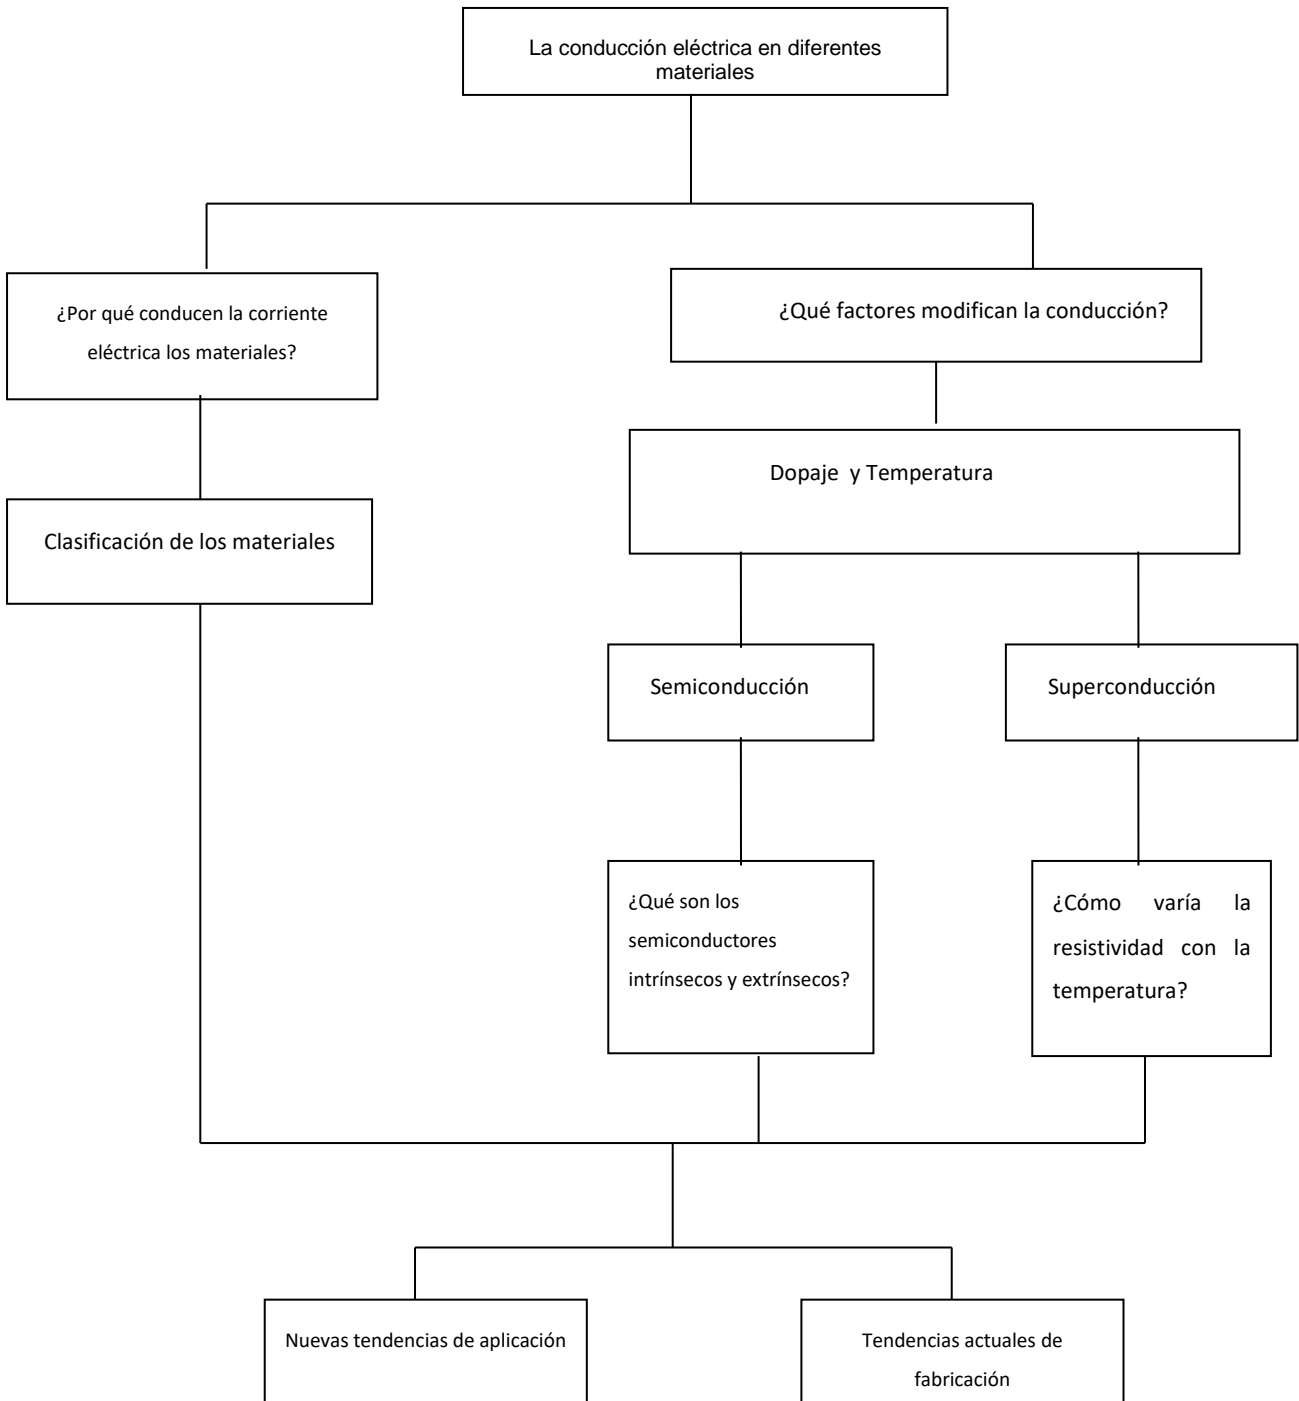 La conducción eléctrica en diferentes
materiales
¿Por qué conducen la corriente
eléctrica los materiales?
¿Qué factores modifican la conducción?
Dopaje y Temperatura
Clasificación de los materiales
Semiconducción
Superconducción
¿Qué son los
semiconductores
intrínsecos y extrínsecos?
¿Cómo varía la
resistividad con la
temperatura?
Nuevas tendencias de aplicación
Tendencias actuales de
fabricación